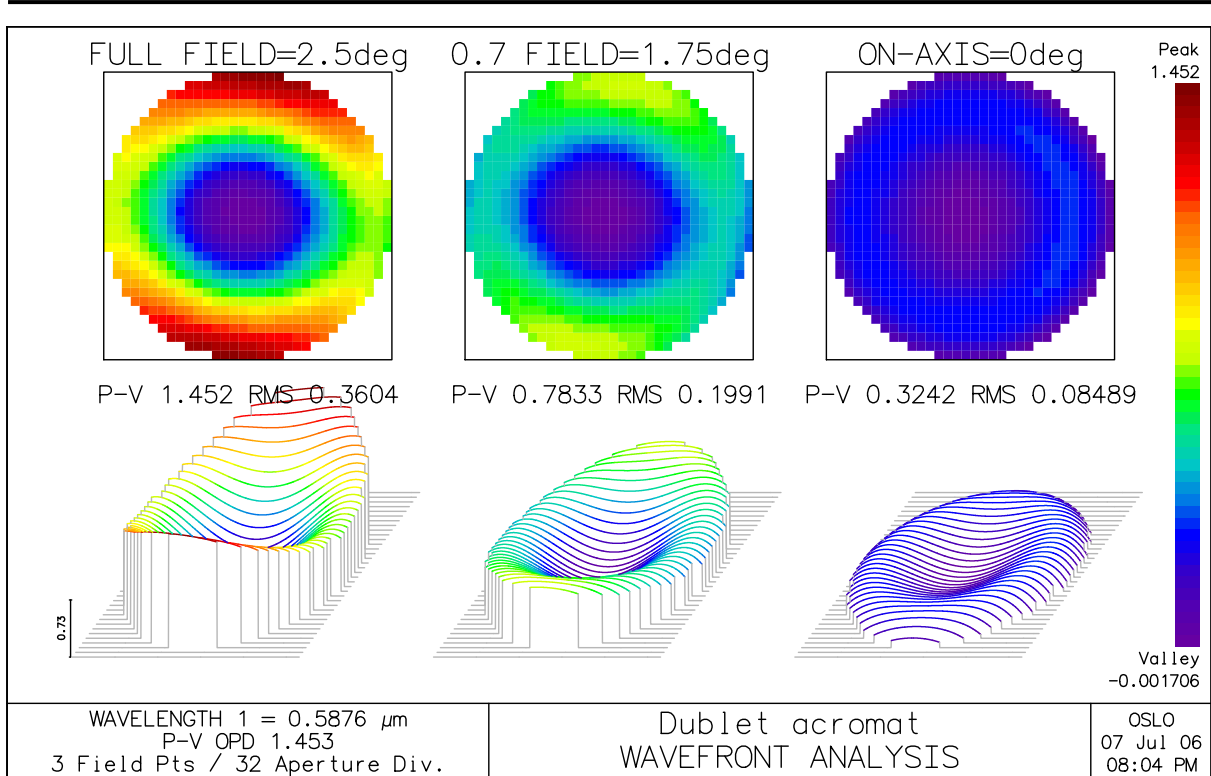 FULL FIELD=2.5deg
0.7 FIELD=1.75deg
ON-AXIS=0deg
Peak
1.452
P-V 1.452 RMS 0.3604
P-V 0.7833 RMS 0.1991
P-V 0.3242 RMS 0.08489
0.73
Valley
-0.001706
WAVELENGTH 1 = 0.5876 µm
P-V OPD 1.453
3 Field Pts / 32 Aperture Div.
Dublet acromat
WAVEFRONT ANALYSIS
OSLO
07 Jul 06
08:04 PM